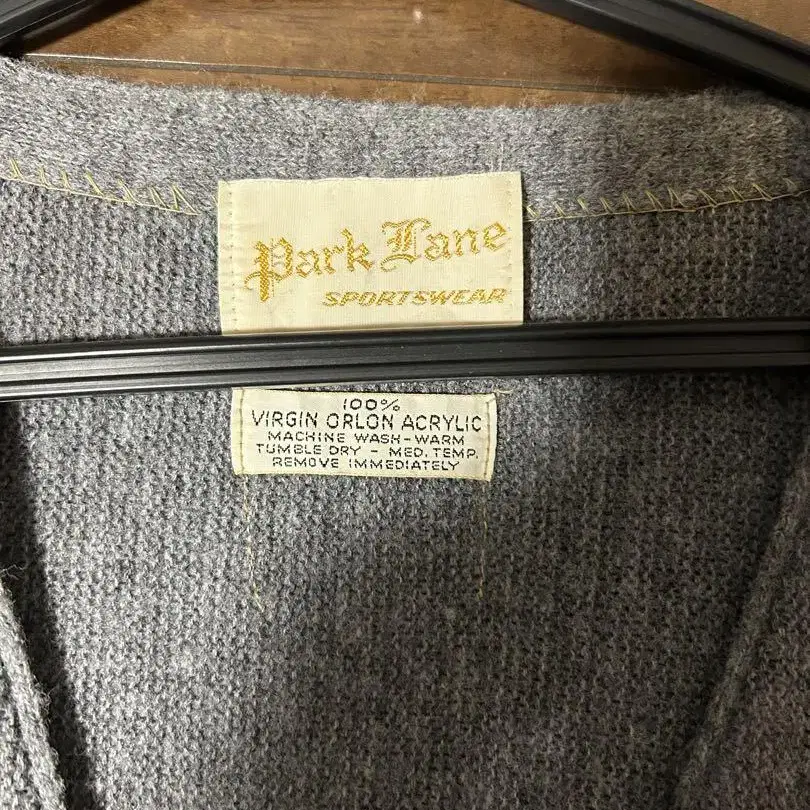 Park Lane
SPORTSWEAR
100%
VIRGIN ORLON ACRYLIC
MACHINE WASH-WARM
TUMBLE DRY - MED. TEMP.
REMOVE IMMEDIATELY